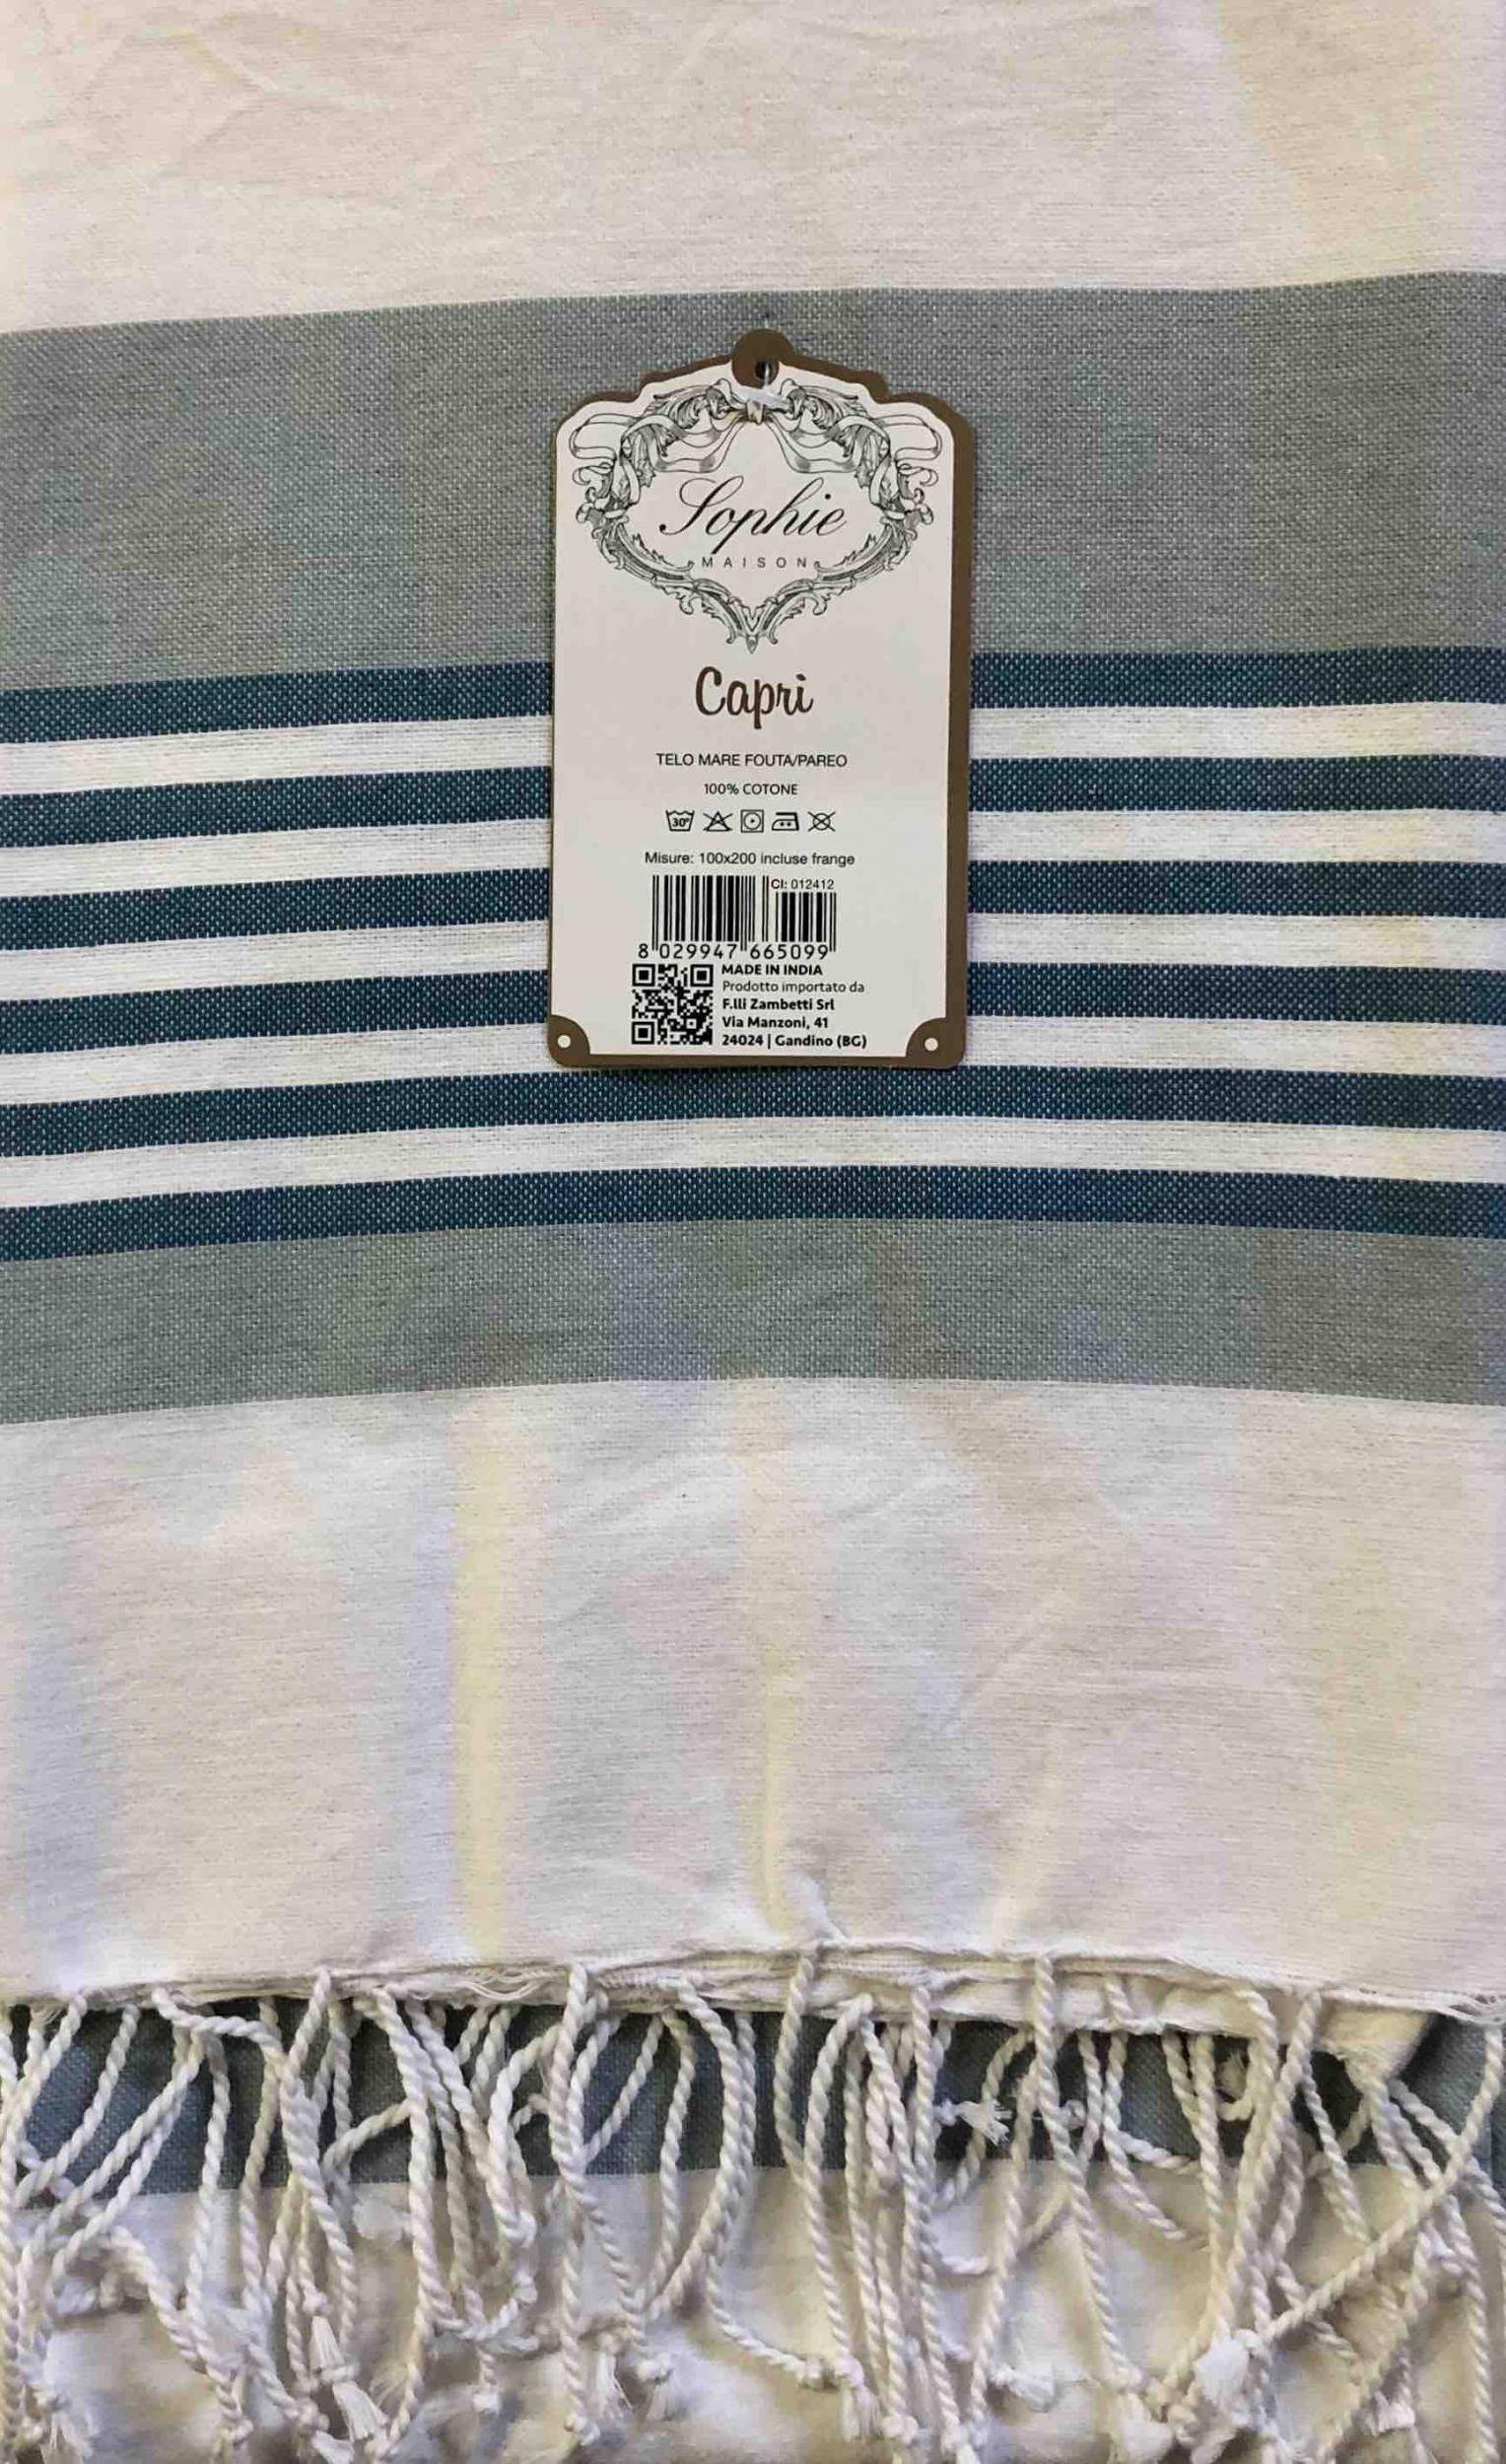 Sophie
MAISON
Capri
TELO MARE FOUTA/PAREO
100% COTONE
30°
Misure: 100x200 incluse frange
CI: 012412
8 029947 665099
MADE IN INDIA
Prodotto importato da
F.lli Zambetti Srl
Via Manzoni, 41
24024 | Gandino (BG)